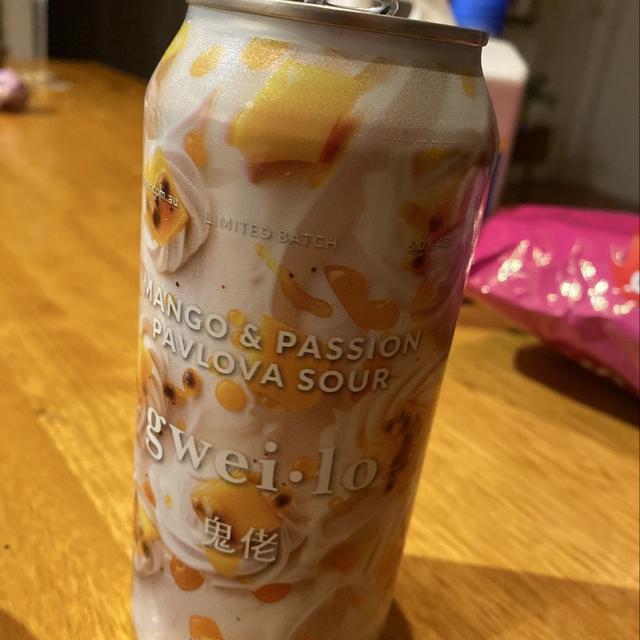 LIMITED BATCH
MANGO & PASSION
PAVLOVA SOUR
gwei·lo
鬼佬